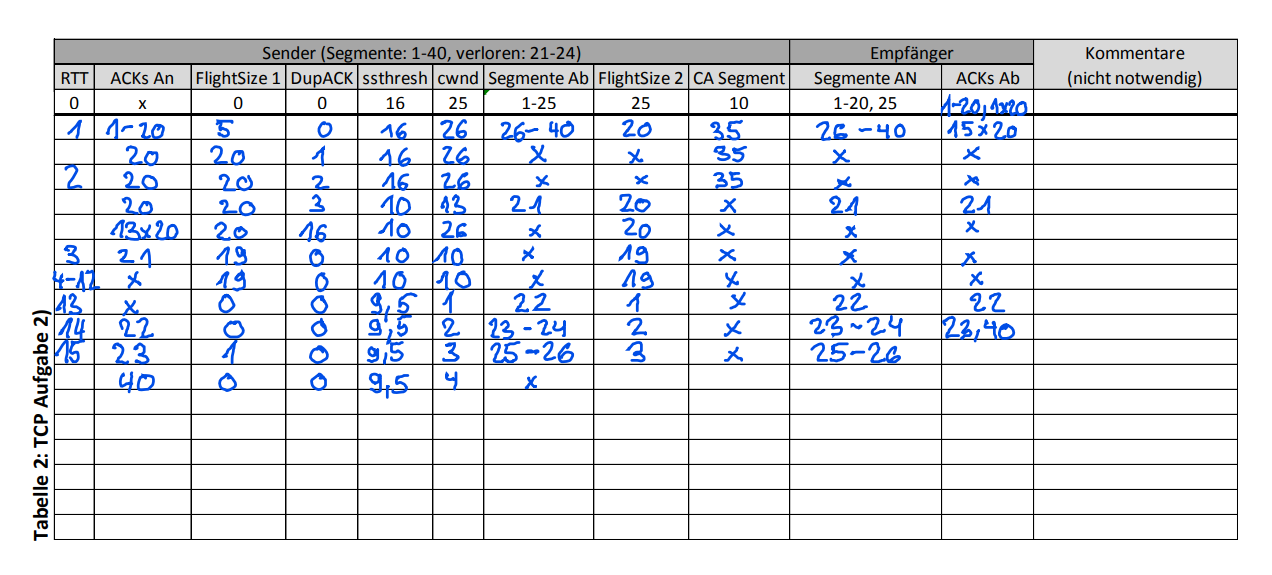 Sender (Segmente: 1-40, verloren: 21-24) Empfänger Kommentare
RTT ACKs An FlightSize 1 DupACK ssthresh cwnd Segmente Ab FlightSize 2 CA Segment Segmente AN ACKs Ab (nicht notwendig)
0 x 0 0 16 25 1-25 25 10 1-20, 25 1-20, 1x20
1 1-20 5 0 16 26 26-40 20 35 26-40 15x20
20 20 1 16 26 x x 35 x x
2 20 20 2 16 26 x x 35 x x
20 20 3 10 13 21 20 x 21 21
13x20 20 16 10 26 x 20 x x x
3 21 19 0 10 10 x 19 x x x
4-12 x 19 0 10 10 x 19 x x x
13 x 0 0 9,5 1 22 1 x 22 22
14 22 0 0 9,5 2 23-24 2 x 23-24 23,40
15 23 1 0 9,5 3 25-26 3 x 25-26
40 0 0 9,5 4 x
Tabelle 2: TCP Aufgabe 2)